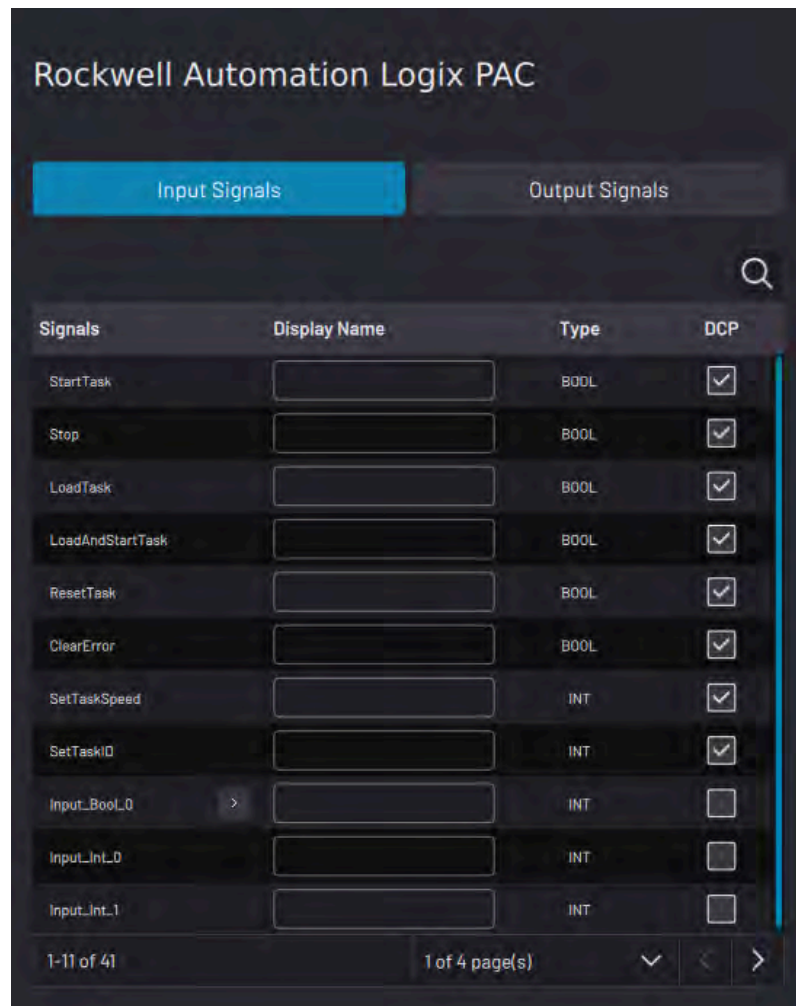 Rockwell Automation Logix PAC
Input Signals Output Signals
Signals Display Name Type DCP
StartTask BOOL
Stop BOOL
LoadTask BOOL
LoadAndStartTask BOOL
ResetTask BOOL
ClearError BOOL
SetTaskSpeed INT
SetTaskID INT
Input_Bool_0 > INT
Input_Int_0 INT
Input_Int_1 INT
1-11 of 41 1 of 4 page(s) < >